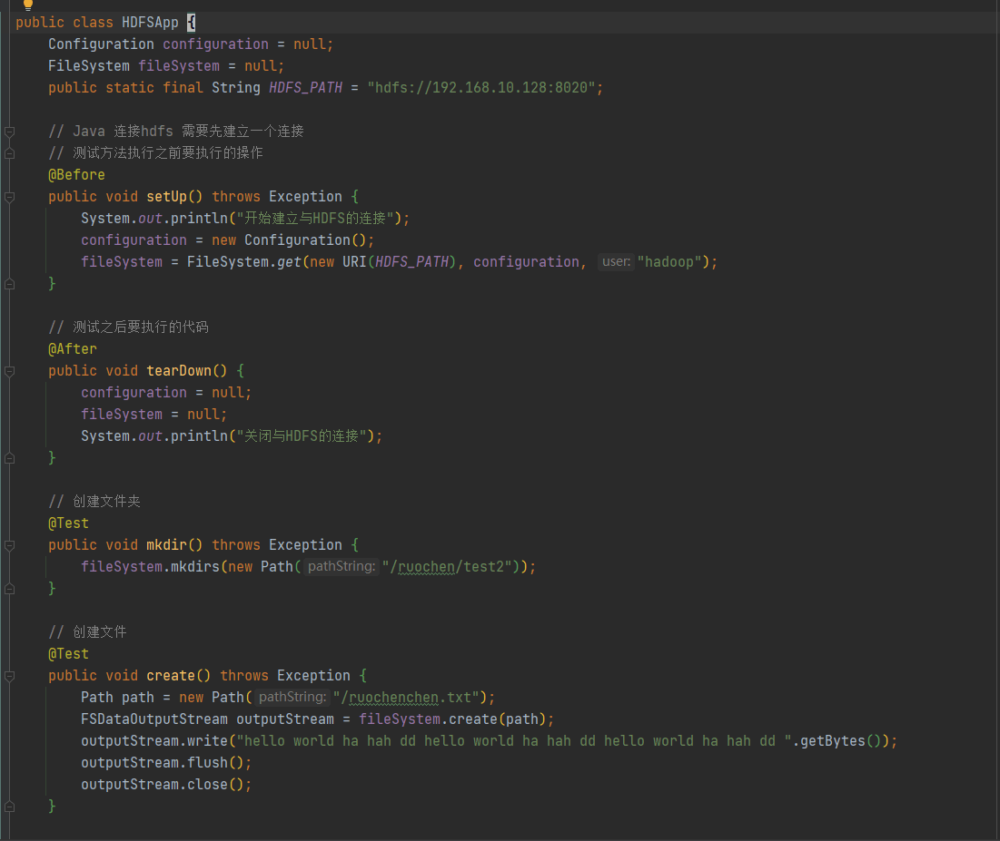 public class HDFSApp {
    Configuration configuration = null;
    FileSystem fileSystem = null;
    public static final String HDFS_PATH = "hdfs://192.168.10.128:8020";
    // Java 连接hdfs 需要先建立一个连接
    // 测试方法执行之前要执行的操作
    @Before
    public void setUp() throws Exception {
        System.out.println("开始建立与HDFS的连接");
        configuration = new Configuration();
        fileSystem = FileSystem.get(new URI(HDFS_PATH), configuration, user: "hadoop");
    }
    // 测试之后要执行的代码
    @After
    public void tearDown() {
        configuration = null;
        fileSystem = null;
        System.out.println("关闭与HDFS的连接");
    }
    // 创建文件夹
    @Test
    public void mkdir() throws Exception {
        fileSystem.mkdirs(new Path( pathString: "/ruochen/test2"));
    }
    // 创建文件
    @Test
    public void create() throws Exception {
        Path path = new Path( pathString: "/ruochenchen.txt");
        FSDataOutputStream outputStream = fileSystem.create(path);
        outputStream.write("hello world ha hah dd hello world ha hah dd hello world ha hah dd ".getBytes());
        outputStream.flush();
        outputStream.close();
    }